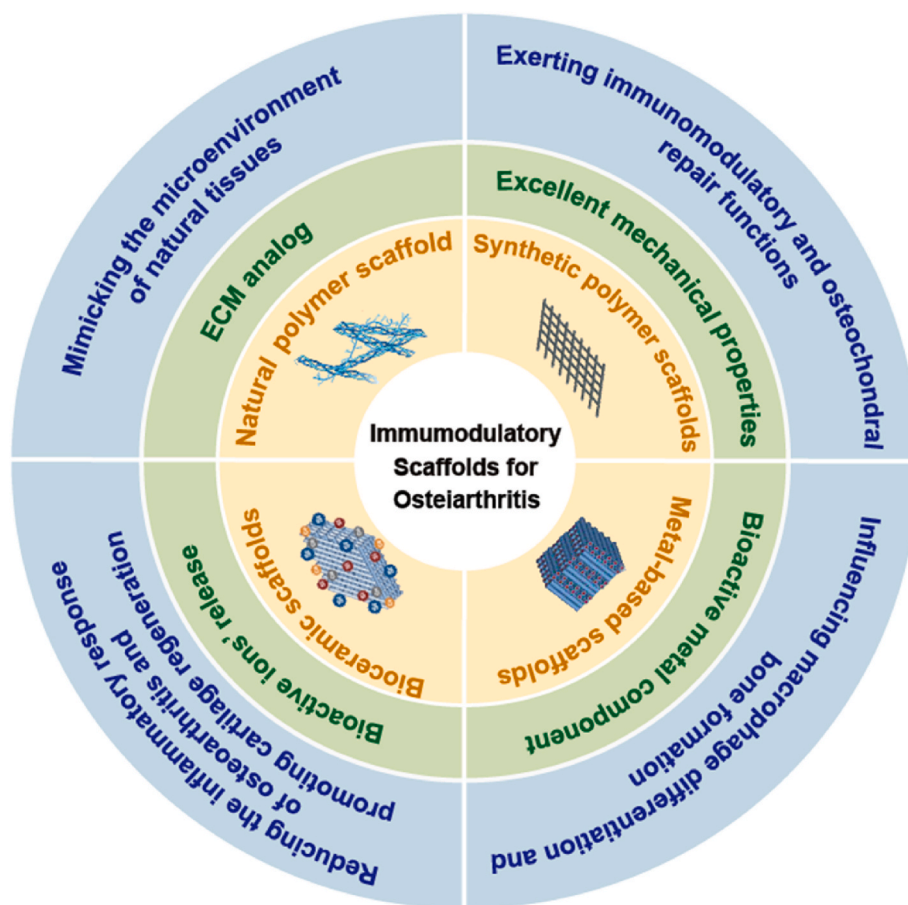 Immumodulatory
Scaffolds for
Osteiarthritis
Natural polymer scaffold
ECM analog
Mimicking the microenvironment
of natural tissues
Synthetic polymer scaffolds
Excellent mechanical properties
Exerting immunomodulatory and osteochondral
repair functions
Metal-based scaffolds
Bioactive metal component
Influencing macrophage differentiation and
bone formation
Bioceramic scaffolds
Bioactive ions' release
Reducing the inflammatory response
of osteoarthritis and
promoting cartilage regeneration